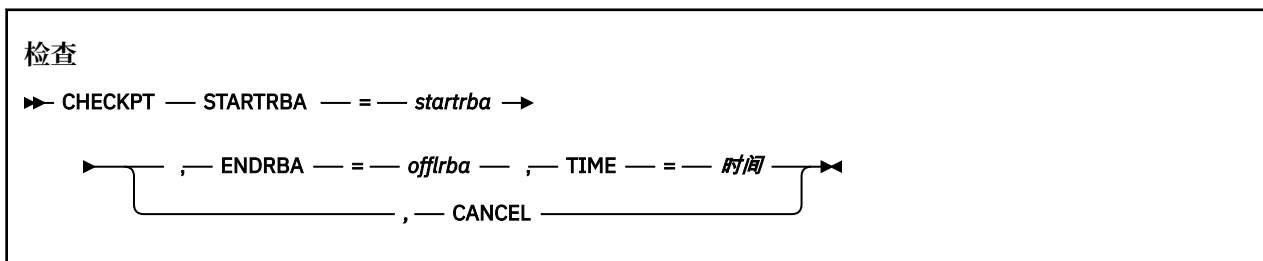 检查
CHECKPT STARTRBA = startrba
, ENDRBA = offlrba , TIME = 时间
, CANCEL